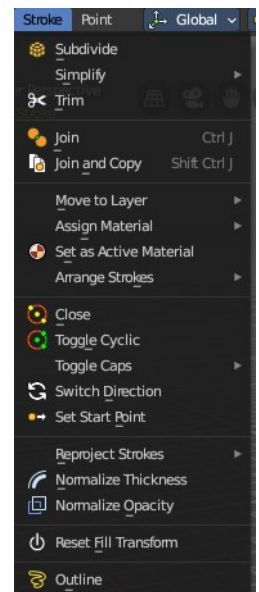 Stroke Point Global
Subdivide
Simplify
Trim
Join Ctrl J
Join and Copy Shift Ctrl J
Move to Layer
Assign Material
Set as Active Material
Arrange Strokes
Close
Toggle Cyclic
Toggle Caps
Switch Direction
Set Start Point
Reproject Strokes
Normalize Thickness
Normalize Opacity
Reset Fill Transform
Outline